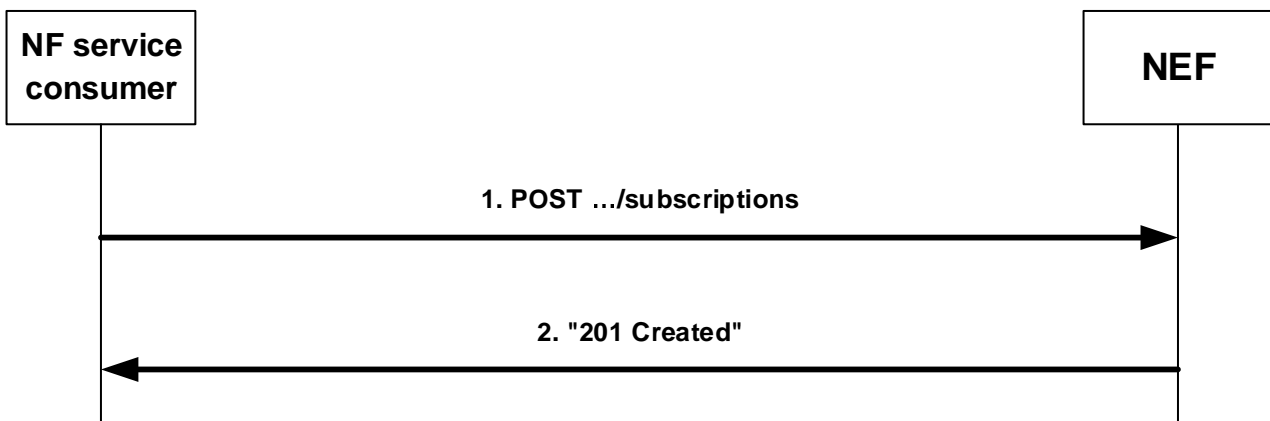 NF service
consumer
NEF
1. POST .../subscriptions
2. "201 Created"